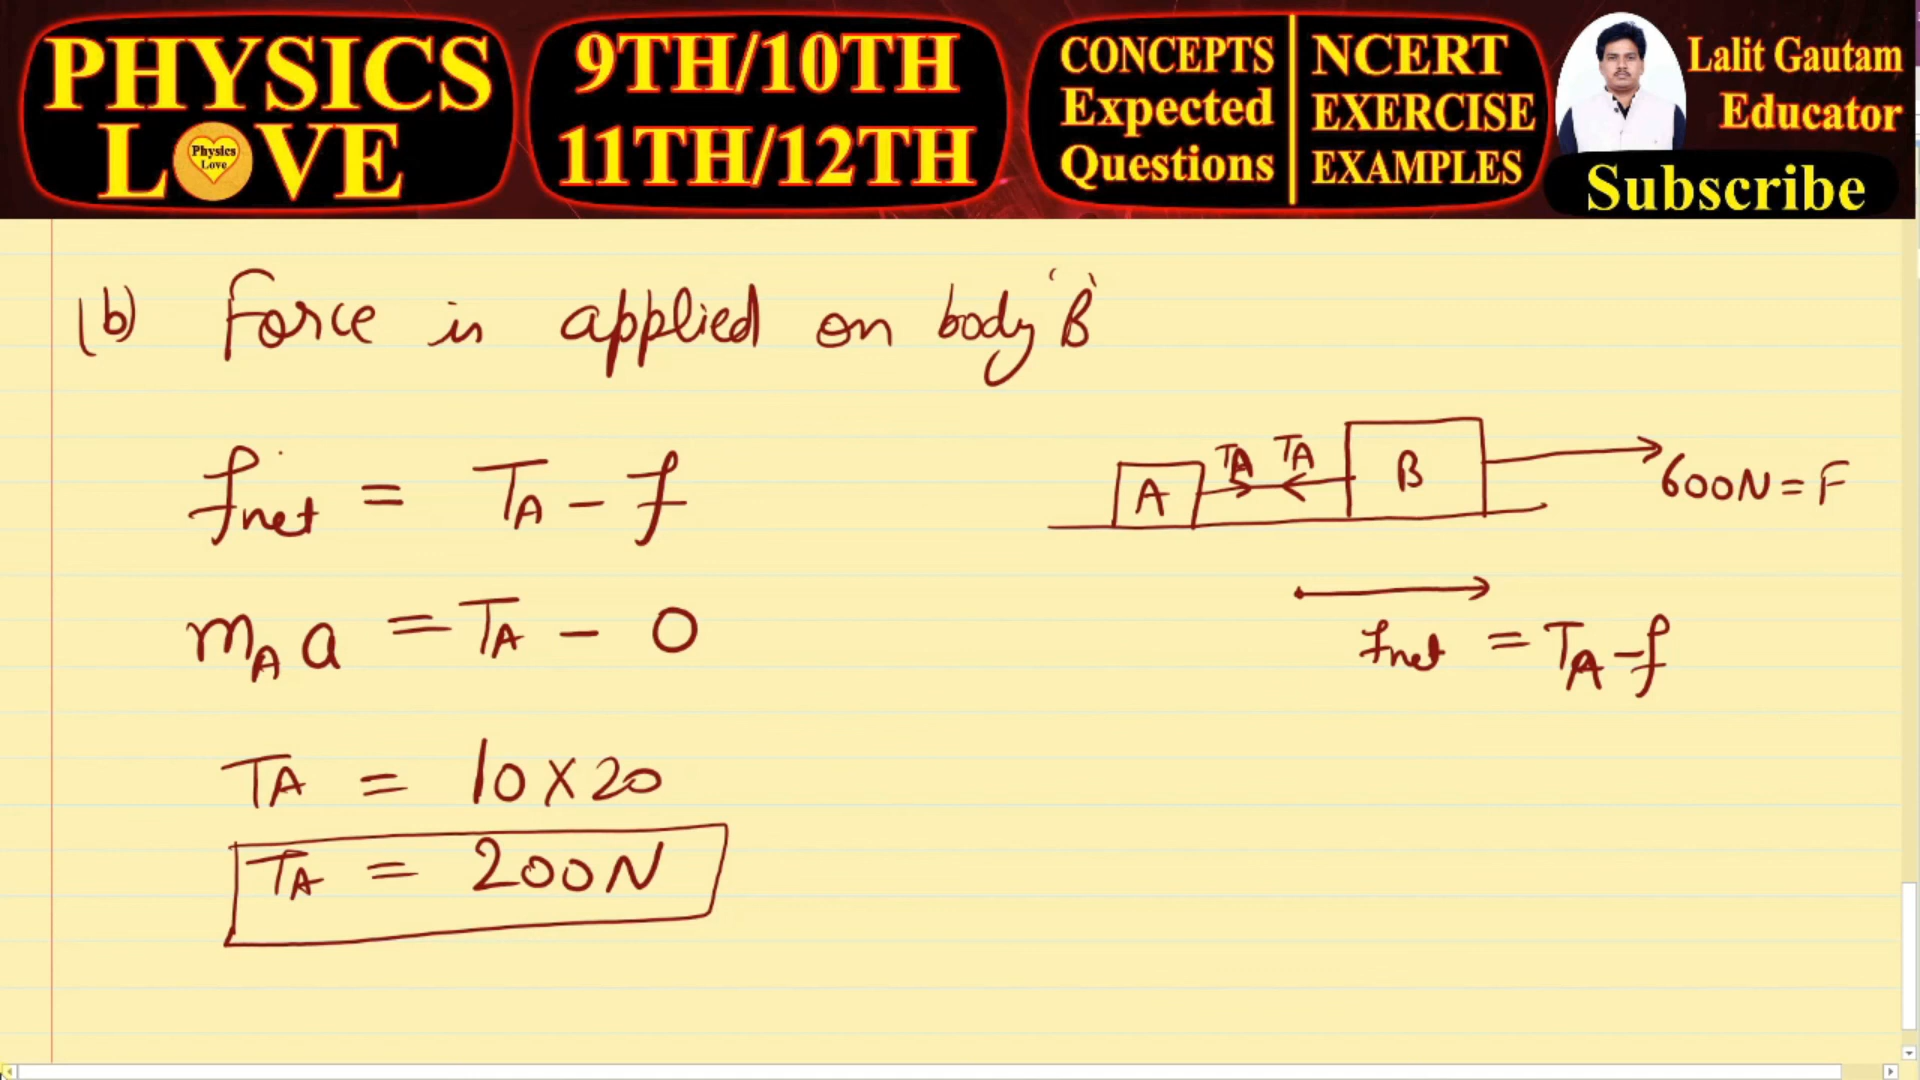 PHYSICS
LOVE
Physics
Love
9TH/10TH
11TH/12TH
CONCEPTS
Expected
Questions
NCERT
EXERCISE
EXAMPLES
Lalit Gautam
Educator
Subscribe
(b) Force is applied on body 'B'
fnet = TA - f
mA a = TA - 0
TA = 10 x 20
TA = 200N
A TA TA B 600N = F
fnet = TA - f